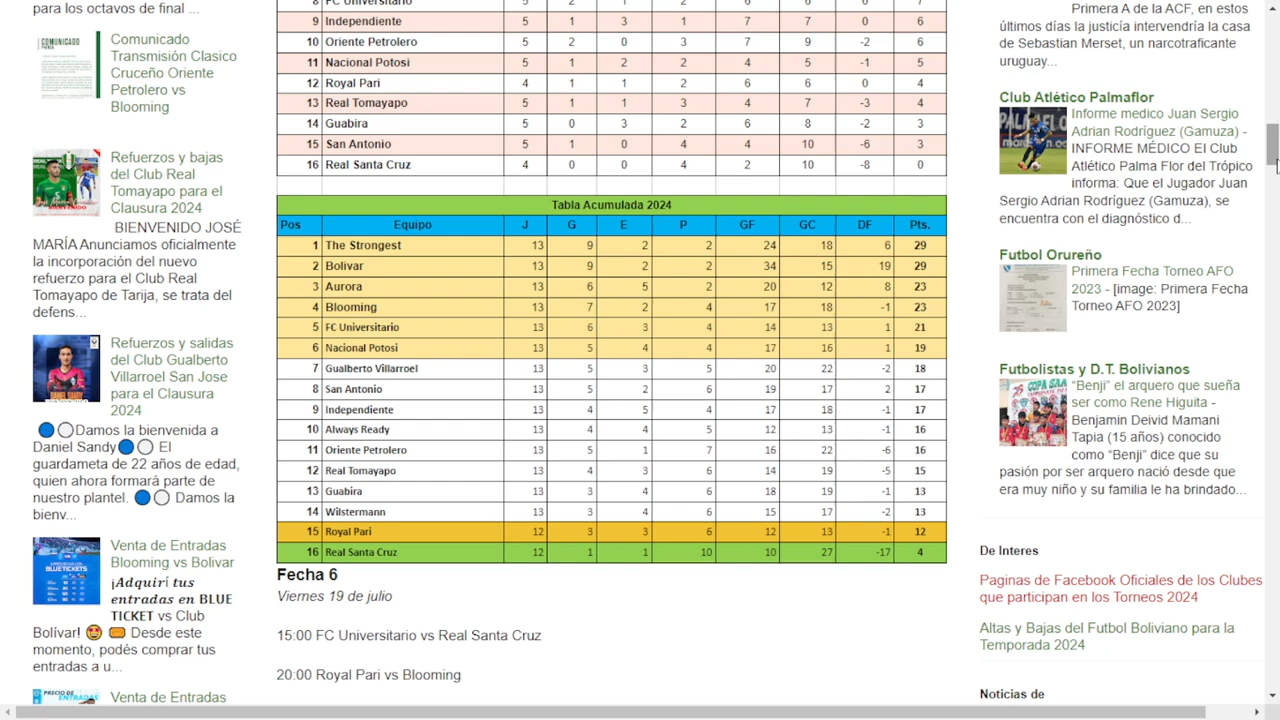 para los octavos de final ...
Comunicado
Transmisión Clasico
Cruceño Oriente
Petrolero vs
Blooming
Refuerzos y bajas
del Club Real
Tomayapo para el
Clausura 2024
BIENVENIDO JOSÉ
MARÍA Anunciamos oficialmente
la incorporación del nuevo
refuerzo para el Club Real
Tomayapo de Tarija, se trata del
defens...
Refuerzos y salidas
del Club Gualberto
Villarroel San Jose
para el Clausura
2024
🔵⚪Damos la bienvenida a
Daniel Sandy🔵⚪ El
guardameta de 22 años de edad,
quien ahora formará parte de
nuestro plantel. 🔵⚪ Damos la
bienv...
Venta de Entradas
Blooming vs Bolivar
¡𝑨𝒅𝒒𝒖𝒊𝒓𝒊́ 𝒕𝒖𝒔
𝒆𝒏𝒕𝒓𝒂𝒅𝒂𝒔 𝒆𝒏 𝐁𝐋𝐔𝐄
𝐓𝐈𝐂𝐊𝐄𝐓 vs Club
Bolívar! 🤩 🎟 Desde este
momento, podés comprar tus
entradas a u...
Venta de Entradas
8 FC Universitario 5 2 1 2 6 6 0 7
9 Independiente 5 1 3 1 7 7 0 6
10 Oriente Petrolero 5 2 0 3 7 9 -2 6
11 Nacional Potosi 5 1 2 2 4 5 -1 5
12 Royal Pari 4 1 1 2 6 6 0 4
13 Real Tomayapo 5 1 1 3 4 7 -3 4
14 Guabira 5 0 3 2 6 8 -2 3
15 San Antonio 5 1 0 4 4 10 -6 3
16 Real Santa Cruz 4 0 0 4 2 10 -8 0
Tabla Acumulada 2024
Pos Equipo J G E P GF GC DF Pts.
1 The Strongest 13 9 2 2 24 18 6 29
2 Bolivar 13 9 2 2 34 15 19 29
3 Aurora 13 6 5 2 20 12 8 23
4 Blooming 13 7 2 4 17 18 -1 23
5 FC Universitario 13 6 3 4 14 13 1 21
6 Nacional Potosi 13 5 4 4 17 16 1 19
7 Gualberto Villarroel 13 5 3 5 20 22 -2 18
8 San Antonio 13 5 2 6 19 17 2 17
9 Independiente 13 4 5 4 17 18 -1 17
10 Always Ready 13 4 4 5 12 13 -1 16
11 Oriente Petrolero 13 5 1 7 16 22 -6 16
12 Real Tomayapo 13 4 3 6 14 19 -5 15
13 Guabira 13 3 4 6 18 19 -1 13
14 Wilstermann 13 3 4 6 15 17 -2 13
15 Royal Pari 12 3 3 6 12 13 -1 12
16 Real Santa Cruz 12 1 1 10 10 27 -17 4
Fecha 6
Viernes 19 de julio
15:00 FC Universitario vs Real Santa Cruz
20:00 Royal Pari vs Blooming
Primera A de la ACF, en estos
últimos días la justicía intervendría la casa
de Sebastian Merset, un narcotraficante
uruguay...
Club Atlético Palmaflor
Informe medico Juan Sergio
Adrian Rodríguez (Gamuza) -
INFORME MÉDICO El Club
Atlético Palma Flor del Trópico
informa: Que el Jugador Juan
Sergio Adrian Rodríguez (Gamuza), se
encuentra con el diagnóstico d...
Futbol Orureño
Primera Fecha Torneo AFO
2023 - [image: Primera Fecha
Torneo AFO 2023]
Futbolistas y D.T. Bolivianos
“Benji” el arquero que sueña
ser como Rene Higuita -
Benjamin Deivid Mamani
Tapia (15 años) conocido
como “Benji” dice que su
pasión por ser arquero nació desde que
era muy niño y su familia le ha brindado...
De Interes
Paginas de Facebook Oficiales de los Clubes
que participan en los Torneos 2024
Altas y Bajas del Futbol Boliviano para la
Temporada 2024
Noticias de